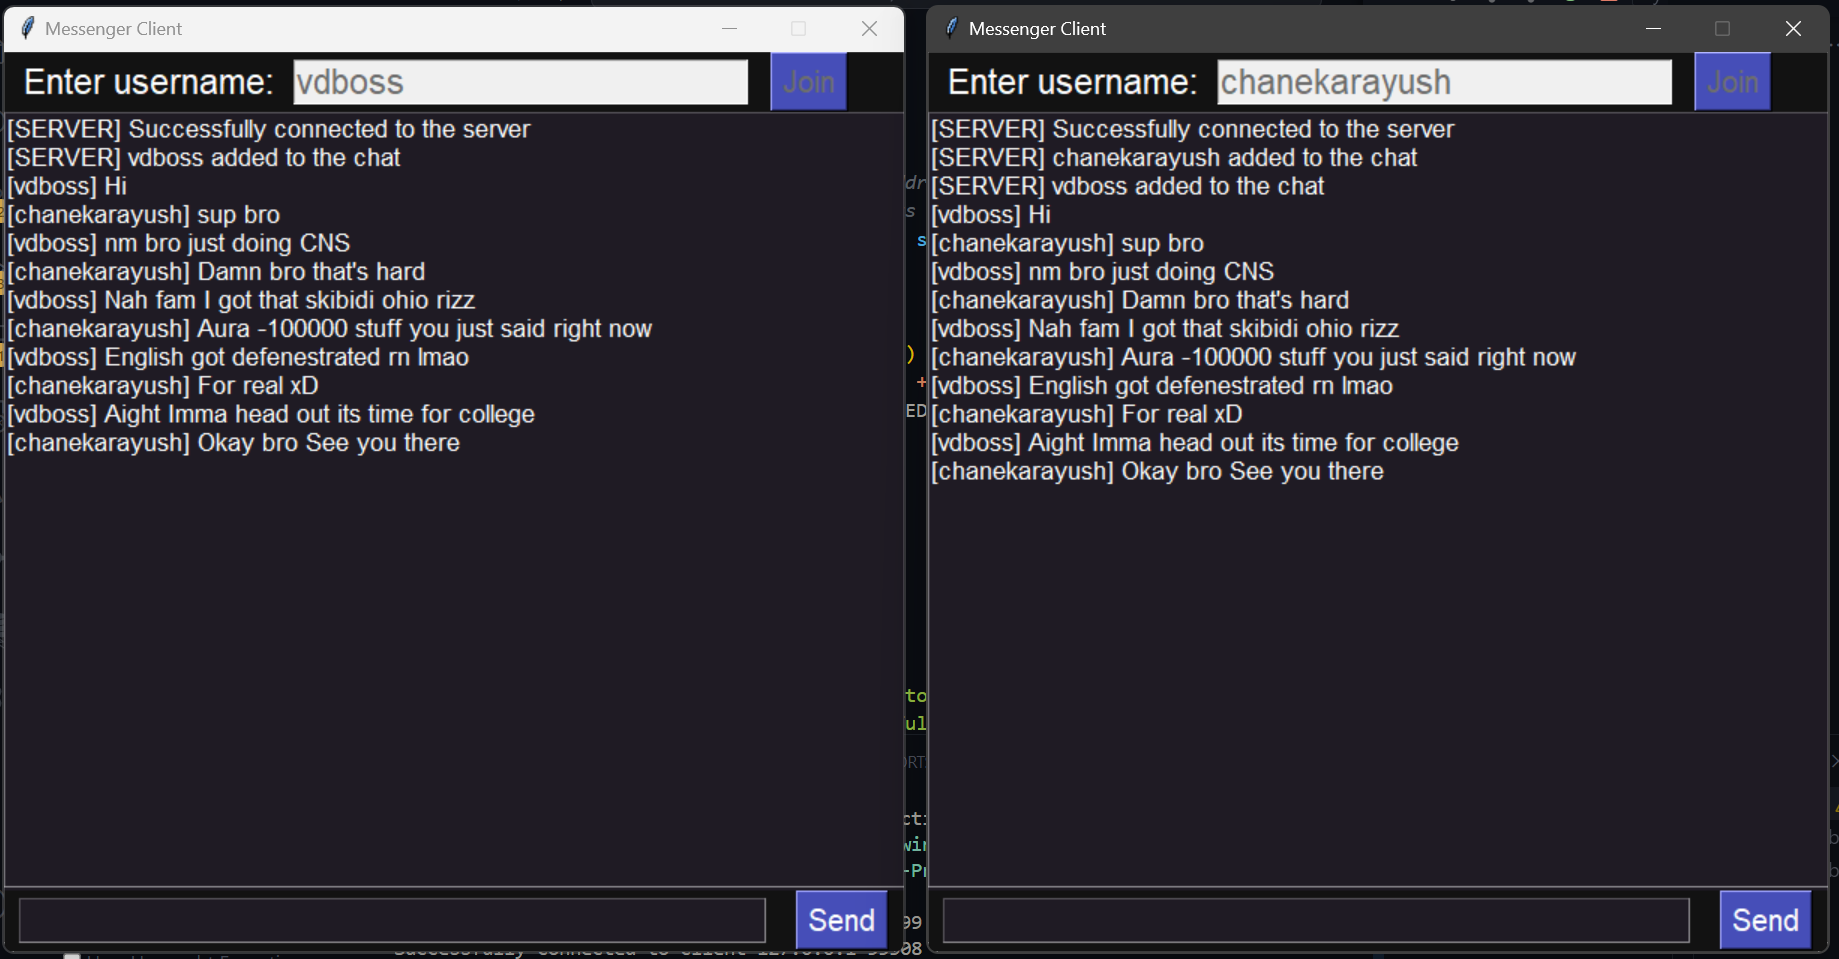 Messenger Client
Enter username: vdboss Join
[SERVER] Successfully connected to the server
[SERVER] vdboss added to the chat
[vdboss] Hi
[chanekarayush] sup bro
[vdboss] nm bro just doing CNS
[chanekarayush] Damn bro that's hard
[vdboss] Nah fam I got that skibidi ohio rizz
[chanekarayush] Aura -100000 stuff you just said right now
[vdboss] English got defenestrated rn lmao
[chanekarayush] For real xD
[vdboss] Aight Imma head out its time for college
[chanekarayush] Okay bro See you there
Send
Messenger Client
Enter username: chanekarayush Join
[SERVER] Successfully connected to the server
[SERVER] chanekarayush added to the chat
[SERVER] vdboss added to the chat
[vdboss] Hi
[chanekarayush] sup bro
[vdboss] nm bro just doing CNS
[chanekarayush] Damn bro that's hard
[vdboss] Nah fam I got that skibidi ohio rizz
[chanekarayush] Aura -100000 stuff you just said right now
[vdboss] English got defenestrated rn lmao
[chanekarayush] For real xD
[vdboss] Aight Imma head out its time for college
[chanekarayush] Okay bro See you there
Send